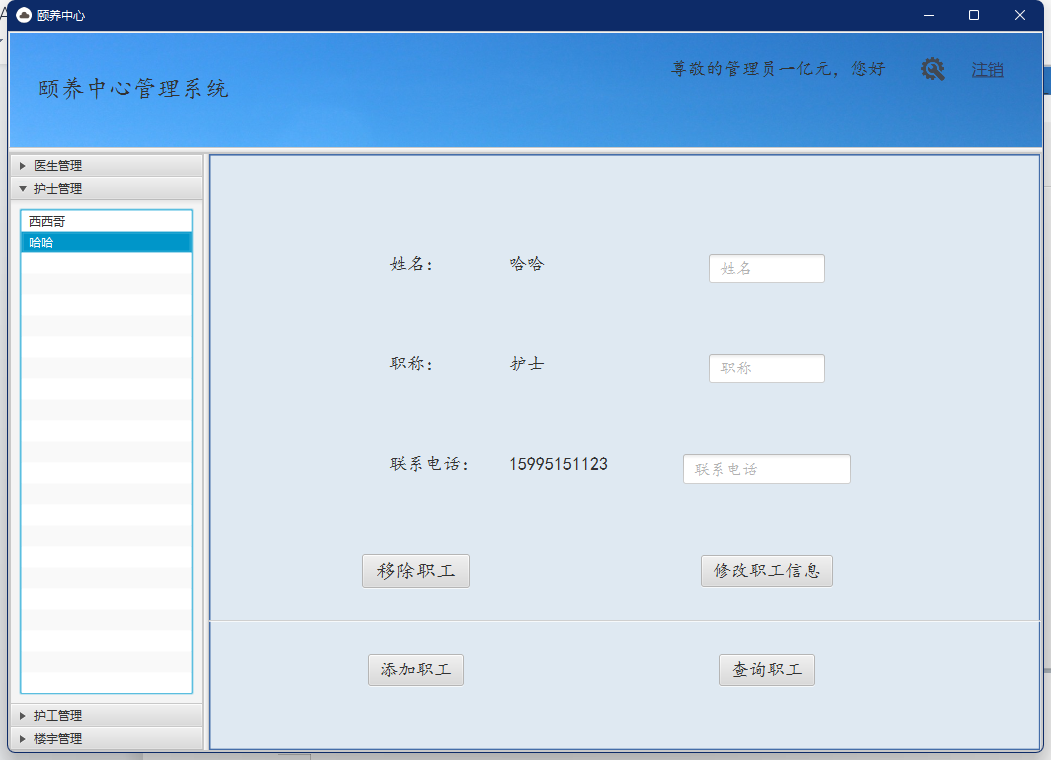 颐养中心
颐养中心管理系统
尊敬的管理员一亿元，您好
注销
医生管理
护士管理
西西哥
哈哈
护工管理
楼宇管理
姓名： 哈哈 姓名
职称： 护士 职称
联系电话： 15995151123 联系电话
移除职工 修改职工信息
添加职工 查询职工